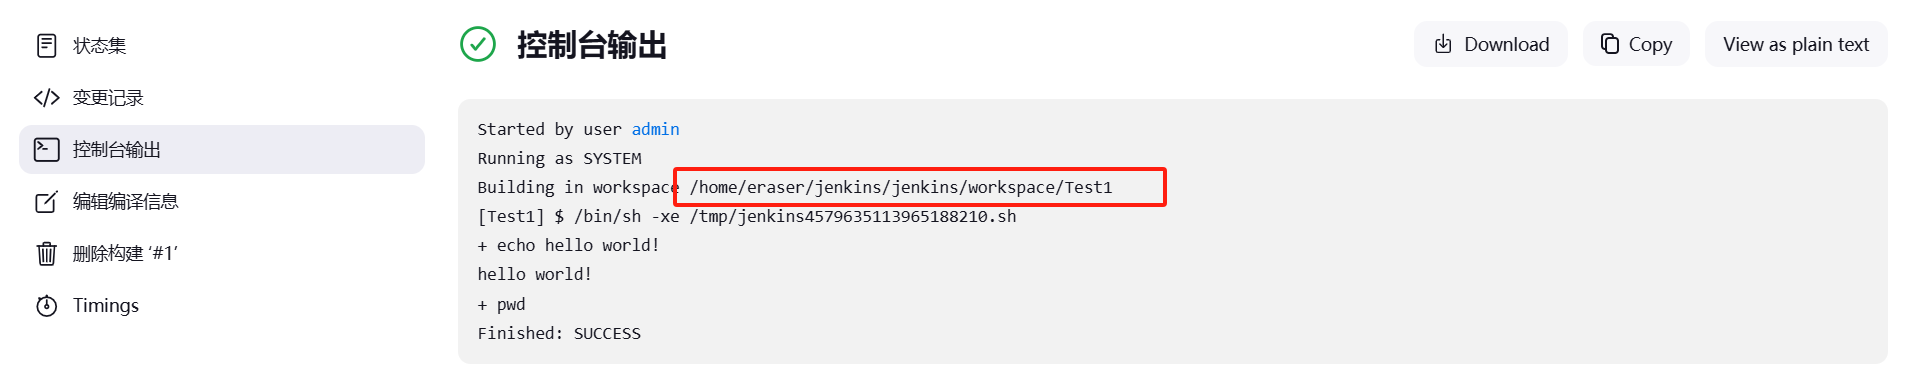 状态集
变更记录
控制台输出
编辑编译信息
删除构建 ‘#1’
Timings
控制台输出
Download
Copy
View as plain text
Started by user admin
Running as SYSTEM
Building in workspace /home/eraser/jenkins/jenkins/workspace/Test1
[Test1] $ /bin/sh -xe /tmp/jenkins4579635113965188210.sh
+ echo hello world!
hello world!
+ pwd
Finished: SUCCESS